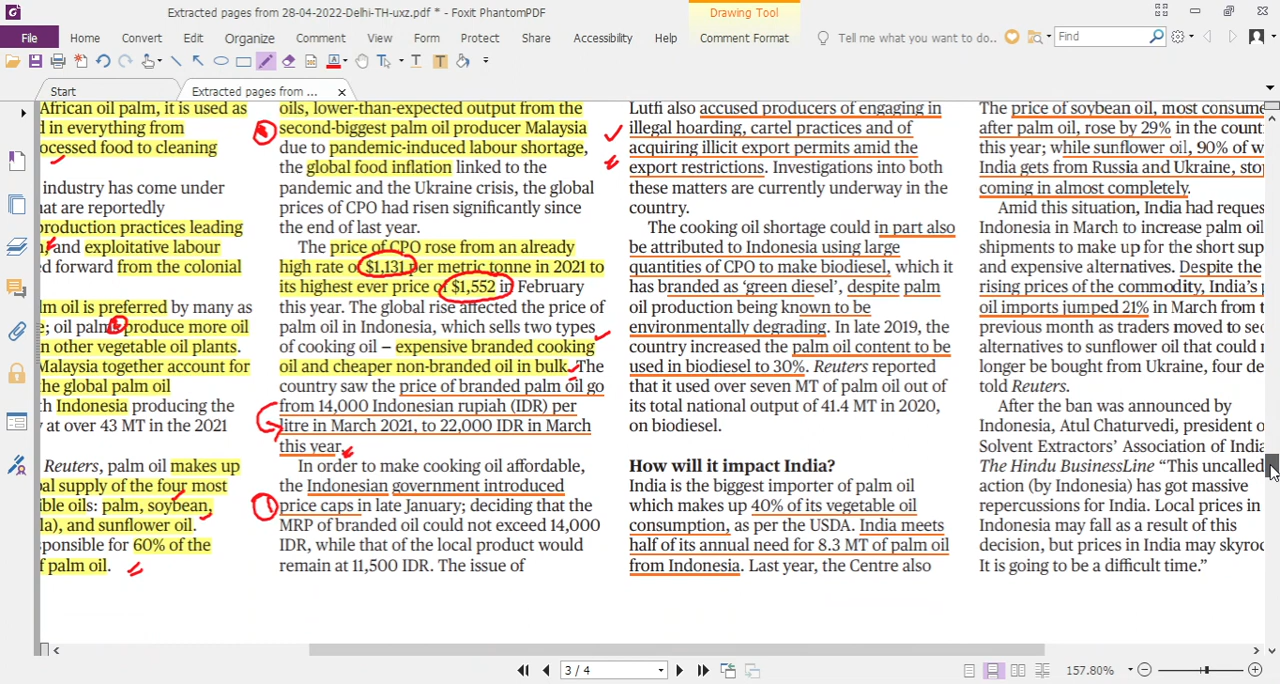 Extracted pages from 28-04-2022-Delhi-TH-uxz.pdf * - Foxit PhantomPDF
Drawing Tool
File Home Convert Edit Organize Comment View Form Protect Share Accessibility Help Comment Format Tell me what you want to do.. Find
Start
Extracted pages from ...
African oil palm, it is used as
d in everything from
ocessed food to cleaning
industry has come under
at are reportedly
roduction practices leading
and exploitative labour
ed forward from the colonial
lm oil is preferred by many as
e; oil palms produce more oil
n other vegetable oil plants.
Malaysia together account for
the global palm oil
h Indonesia producing the
at over 43 MT in the 2021
Reuters, palm oil makes up
al supply of the four most
ible oils: palm, soybean,
la), and sunflower oil.
ponsible for 60% of the
f palm oil.
oils, lower-than-expected output from the
second-biggest palm oil producer Malaysia
due to pandemic-induced labour shortage,
the global food inflation linked to the
pandemic and the Ukraine crisis, the global
prices of CPO had risen significantly since
the end of last year.
The price of CPO rose from an already
high rate of $1,131 per metric tonne in 2021 to
its highest ever price of $1,552 in February
this year. The global rise affected the price of
palm oil in Indonesia, which sells two types
of cooking oil – expensive branded cooking
oil and cheaper non-branded oil in bulk. The
country saw the price of branded palm oil go
from 14,000 Indonesian rupiah (IDR) per
litre in March 2021, to 22,000 IDR in March
this year.
In order to make cooking oil affordable,
the Indonesian government introduced
price caps in late January; deciding that the
MRP of branded oil could not exceed 14,000
IDR, while that of the local product would
remain at 11,500 IDR. The issue of
Lutfi also accused producers of engaging in
illegal hoarding, cartel practices and of
acquiring illicit export permits amid the
export restrictions. Investigations into both
these matters are currently underway in the
country.
The cooking oil shortage could in part also
be attributed to Indonesia using large
quantities of CPO to make biodiesel, which it
has branded as ‘green diesel’, despite palm
oil production being known to be
environmentally degrading. In late 2019, the
country increased the palm oil content to be
used in biodiesel to 30%. Reuters reported
that it used over seven MT of palm oil out of
its total national output of 41.4 MT in 2020,
on biodiesel.
How will it impact India?
India is the biggest importer of palm oil
which makes up 40% of its vegetable oil
consumption, as per the USDA. India meets
half of its annual need for 8.3 MT of palm oil
from Indonesia. Last year, the Centre also
The price of soybean oil, most consume
after palm oil, rose by 29% in the count
this year; while sunflower oil, 90% of w
India gets from Russia and Ukraine, sto
coming in almost completely.
Amid this situation, India had reques
Indonesia in March to increase palm oi
shipments to make up for the short sup
and expensive alternatives. Despite the
rising prices of the commodity, India's p
oil imports jumped 21% in March from t
previous month as traders moved to sec
alternatives to sunflower oil that could n
longer be bought from Ukraine, four de
told Reuters.
After the ban was announced by
Indonesia, Atul Chaturvedi, president o
Solvent Extractors' Association of India
The Hindu BusinessLine “This uncalled
action (by Indonesia) has got massive
repercussions for India. Local prices in
Indonesia may fall as a result of this
decision, but prices in India may skyroc
It is going to be a difficult time.”
3 / 4
157.80%